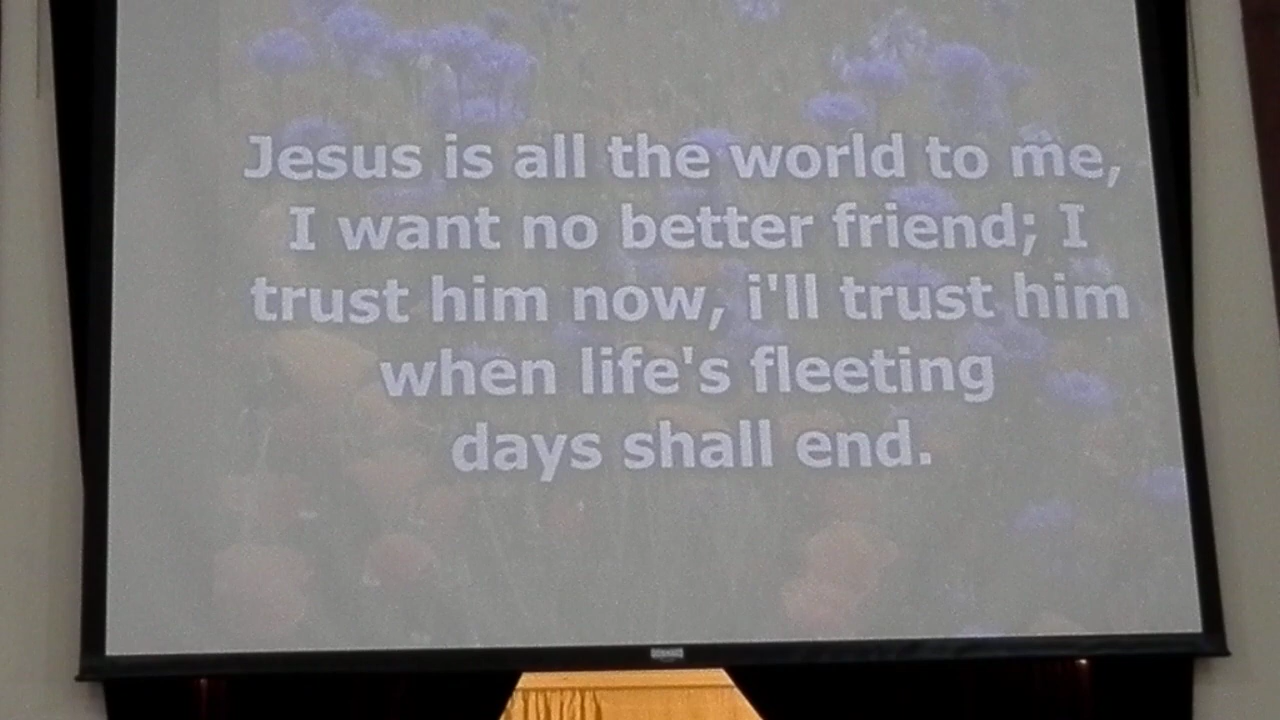 Jesus is all the world to me,
I want no better friend; I
trust him now, i'll trust him
when life's fleeting
days shall end.